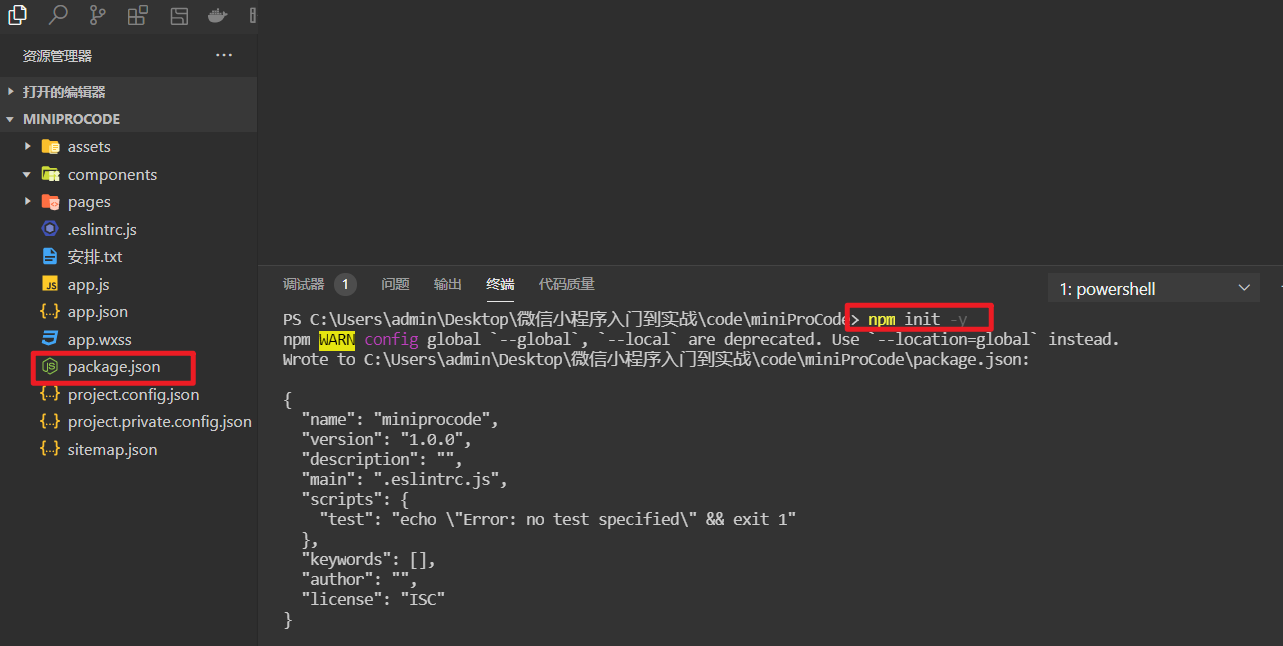 资源管理器
打开的编辑器
MINIPROCODE
assets
components
pages
.eslintrc.js
安排.txt
app.js
app.json
app.wxss
package.json
project.config.json
project.private.config.json
sitemap.json
调试器 1 问题 输出 终端 代码质量 1: powershell
PS C:\Users\admin\Desktop\微信小程序入门到实战\code\miniProCode> npm init -y
npm WARN config global `--global`, `--local` are deprecated. Use `--location=global` instead.
Wrote to C:\Users\admin\Desktop\微信小程序入门到实战\code\miniProCode\package.json:
{
"name": "miniprocode",
"version": "1.0.0",
"description": "",
"main": ".eslintrc.js",
"scripts": {
"test": "echo \"Error: no test specified\" && exit 1"
},
"keywords": [],
"author": "",
"license": "ISC"
}